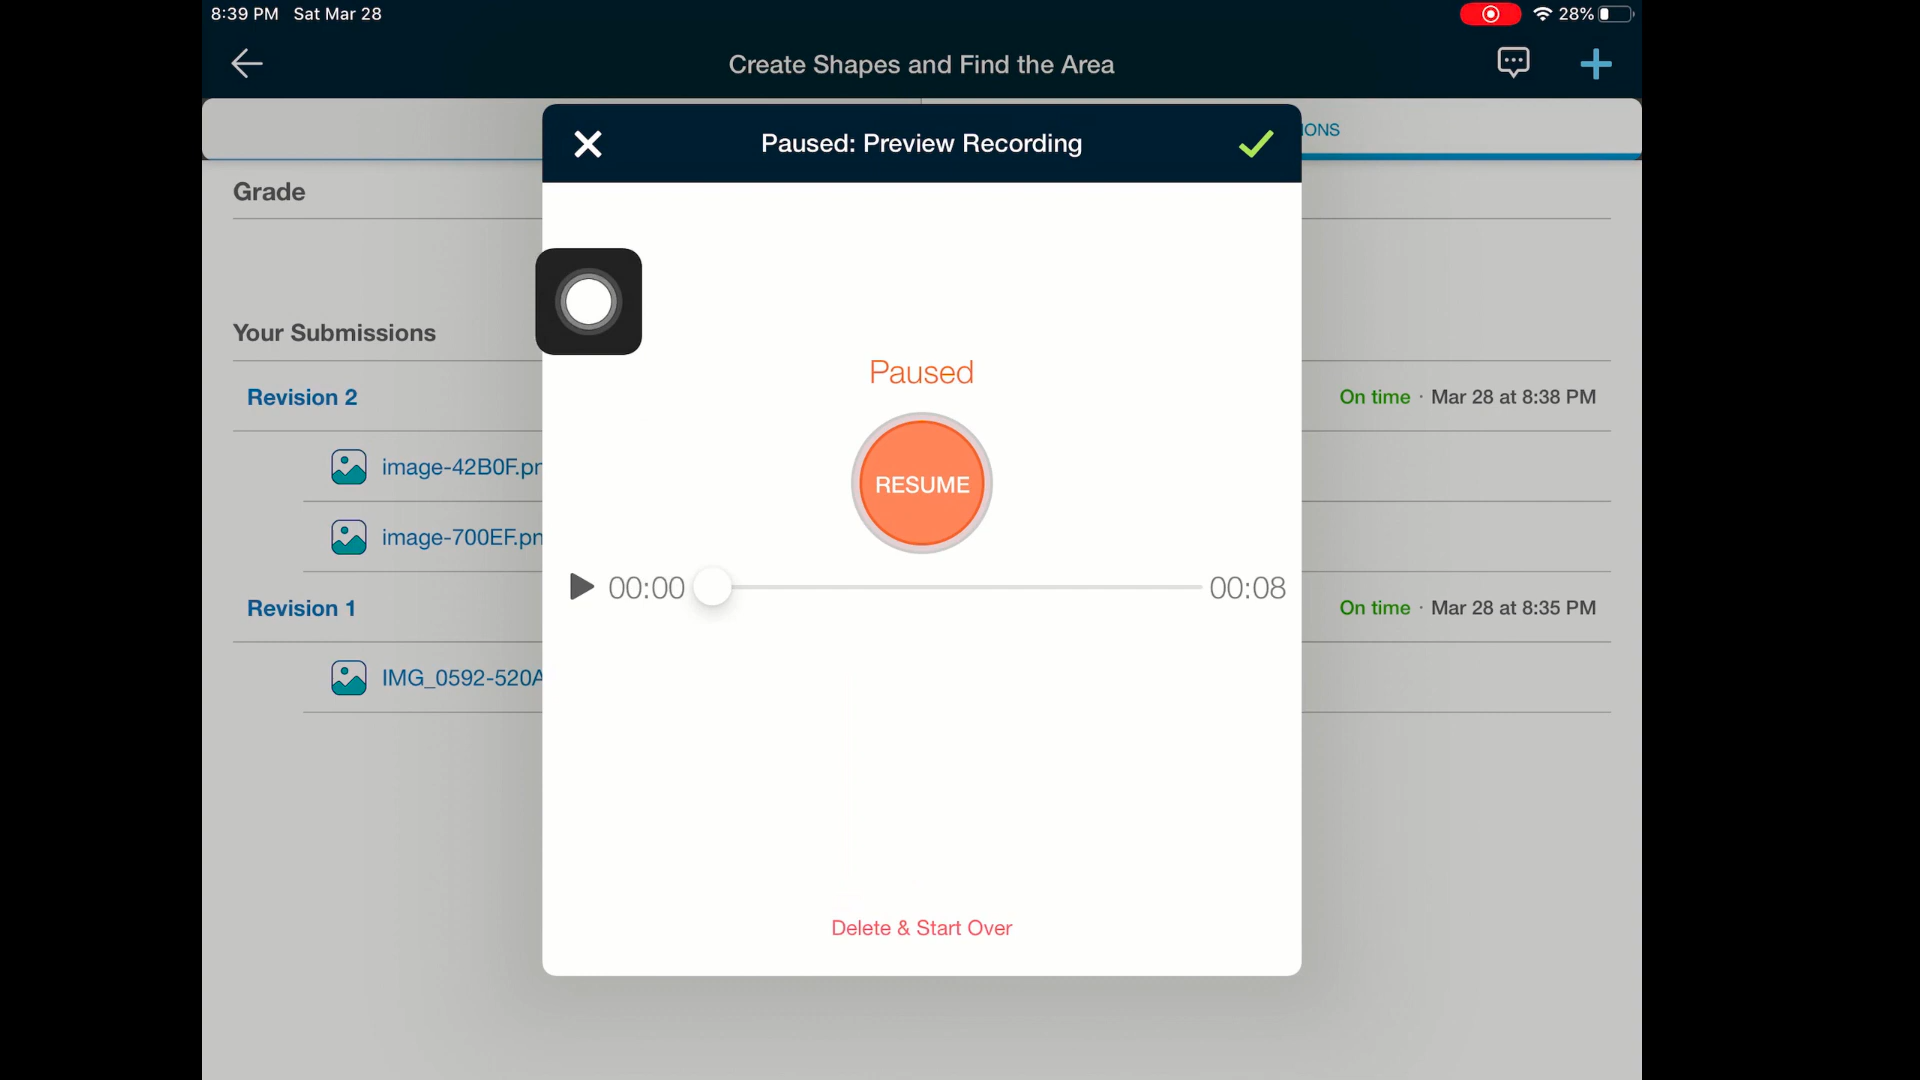 8:39 PM Sat Mar 28
28%
Create Shapes and Find the Area
IONS
Paused: Preview Recording
Grade
Your Submissions
Paused
Revision 2
On time · Mar 28 at 8:38 PM
image-42B0F.pn
RESUME
image-700EF.pn
00:00
00:08
Revision 1
On time · Mar 28 at 8:35 PM
IMG_0592-520A
Delete & Start Over